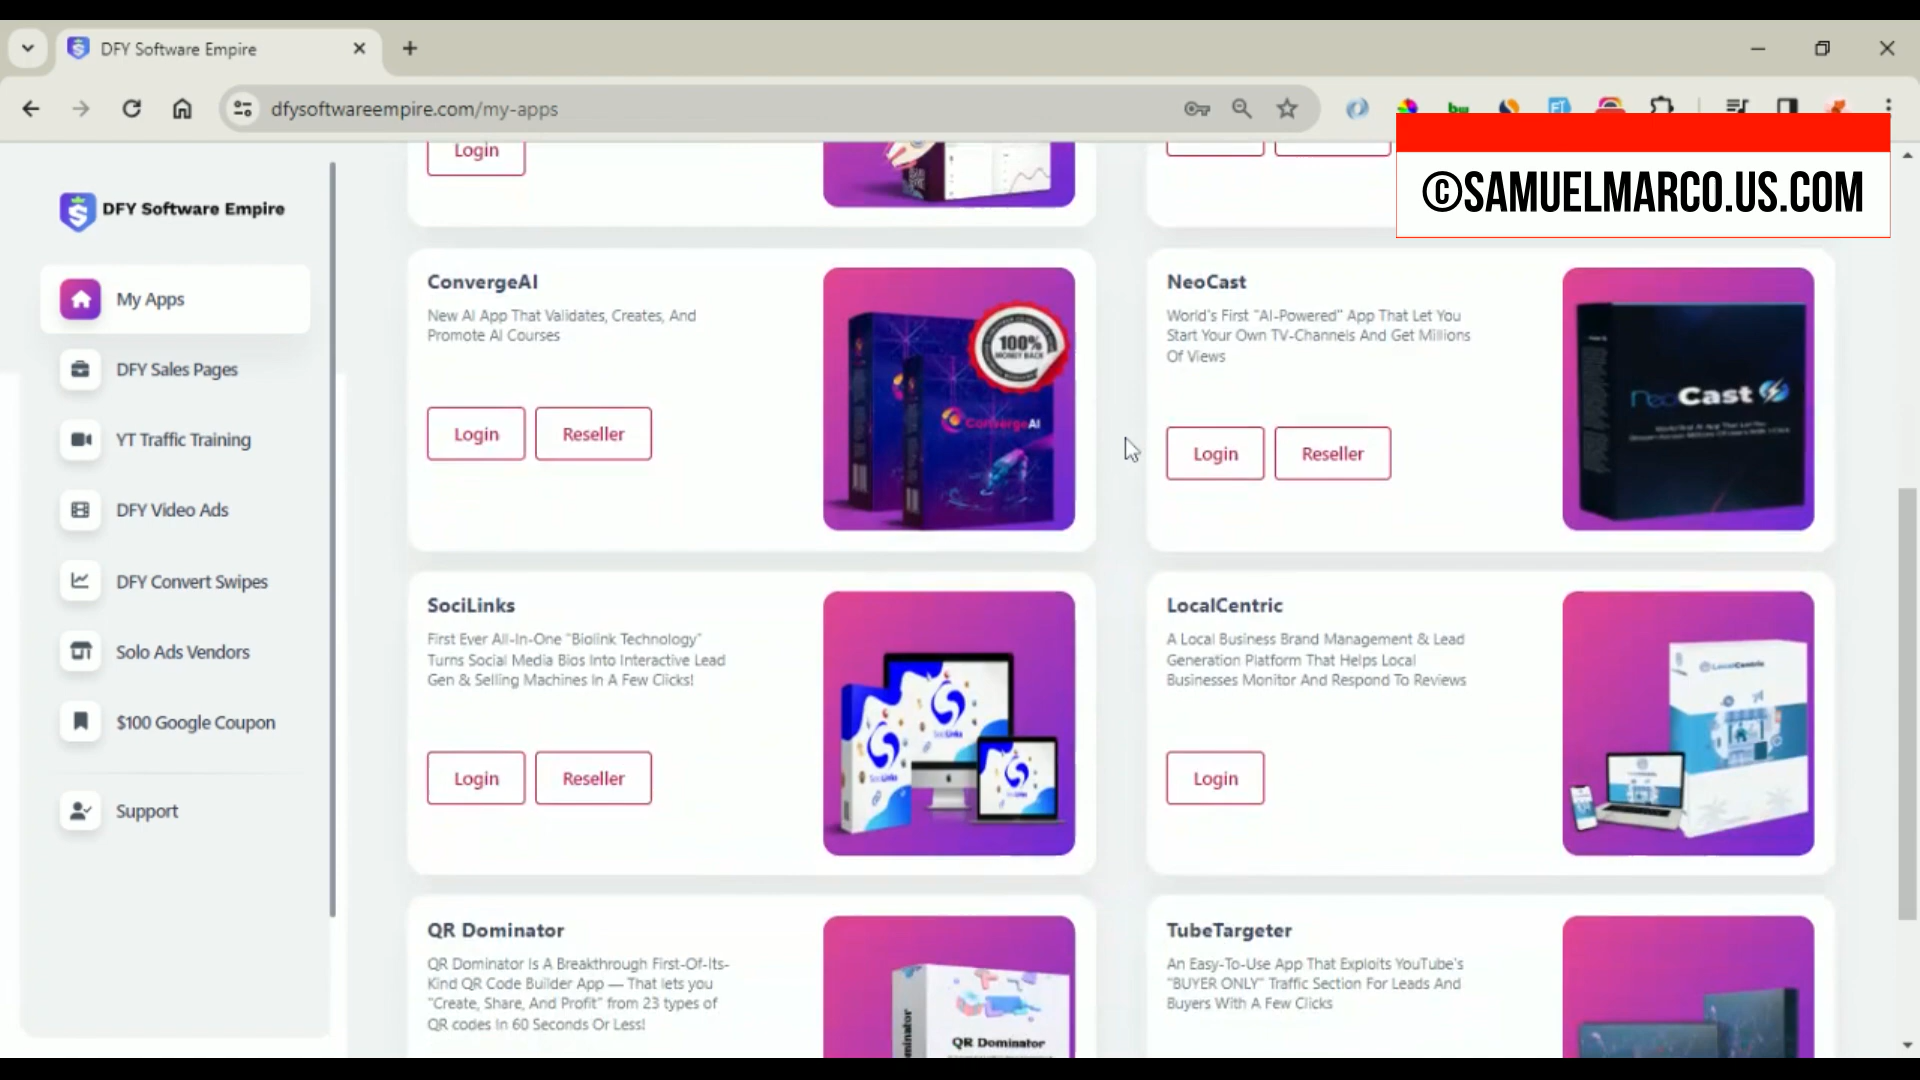 DFY Software Empire
dfysoftwareempire.com/my-apps
©SAMUELMARCO.US.COM
DFY Software Empire
My Apps
DFY Sales Pages
YT Traffic Training
DFY Video Ads
DFY Convert Swipes
Solo Ads Vendors
$100 Google Coupon
Support
Login
ConvergeAI
New AI App That Validates, Creates, And
Promote AI Courses
Login
Reseller
100%
MONEY BACK
ConvergeAI
NeoCast
World's First "AI-Powered" App That Let You
Start Your Own TV-Channels And Get Millions
Of Views
Login
Reseller
NeoCast
SociLinks
First Ever All-In-One "Biolink Technology"
Turns Social Media Bios Into Interactive Lead
Gen & Selling Machines In A Few Clicks!
Login
Reseller
SociLinks
SociLinks
LocalCentric
A Local Business Brand Management & Lead
Generation Platform That Helps Local
Businesses Monitor And Respond To Reviews
Login
LocalCentric
QR Dominator
QR Dominator Is A Breakthrough First-Of-Its-
Kind QR Code Builder App — That lets you
"Create, Share, And Profit" from 23 types of
QR codes In 60 Seconds Or Less!
minator
QR Dominator
TubeTargeter
An Easy-To-Use App That Exploits YouTube's
"BUYER ONLY" Traffic Section For Leads And
Buyers With A Few Clicks